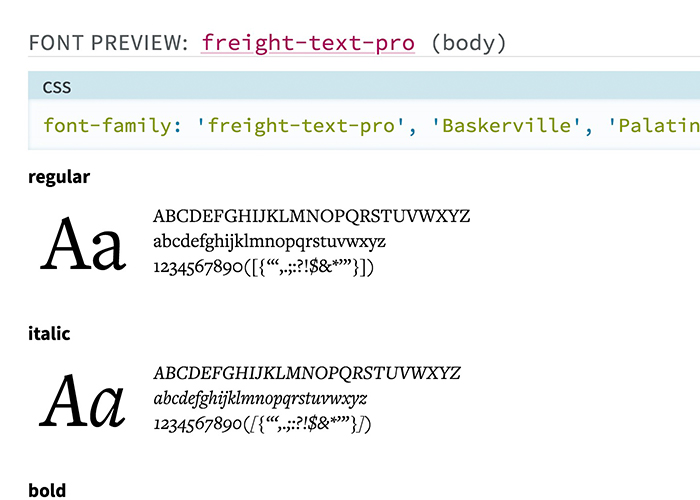 FONT PREVIEW: freight-text-pro (body)
CSS
font-family: 'freight-text-pro', 'Baskerville', 'Palatin
regular
Aa
ABCDEFGHIJKLMNOPQRSTUVWXYZ
abcdefghijklmnopqrstuvwxyz
1234567890([{“‘,.;:?!$&*’”}])
italic
Aa
ABCDEFGHIJKLMNOPQRSTUVWXYZ
abcdefghijklmnopqrstuvwxyz
1234567890([{“‘,.;:?!$&*’”}])
bold